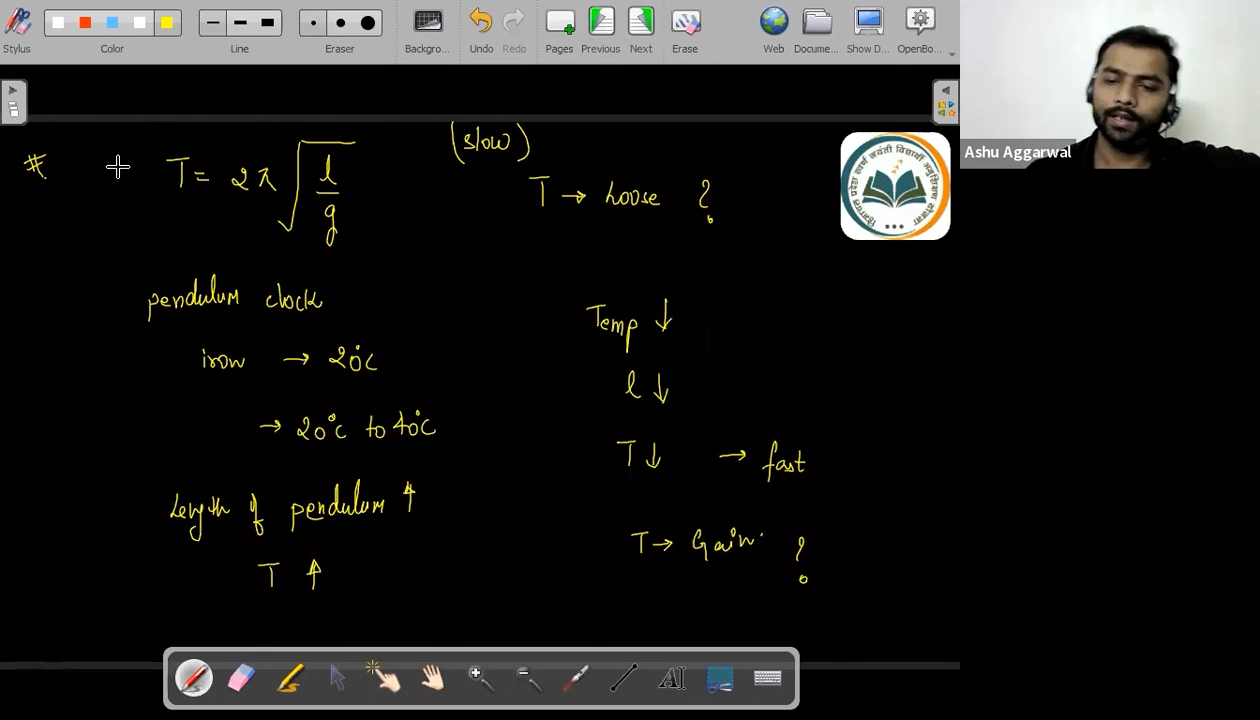 Stylus
Color
Line
Eraser
Backgro...
Undo
Redo
Pages
Previous
Next
Erase
Web
Docume...
Show D...
OpenBo...
Ashu Aggarwal
# T = 2π √(l/g)
(slow)
T → loose ?
pendulum clock
iron → 20°C
→ 20°C to 40°C
Length of pendulum ↑
T ↑
Temp ↓
l ↓
T ↓ → fast
T → Gain ?
AI